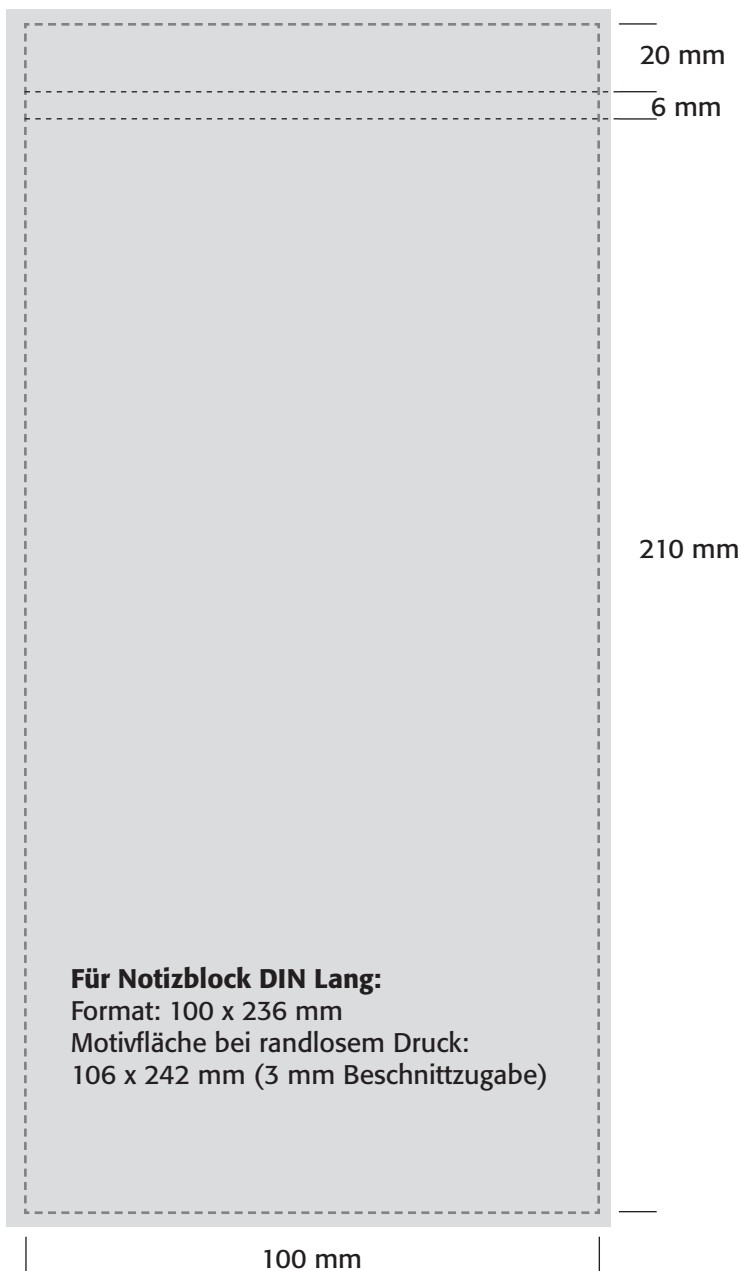 20 mm
6 mm
210 mm
Für Notizblock DIN Lang:
Format: 100 x 236 mm
Motivfläche bei randlosem Druck:
106 x 242 mm (3 mm Beschnittzugabe)
100 mm